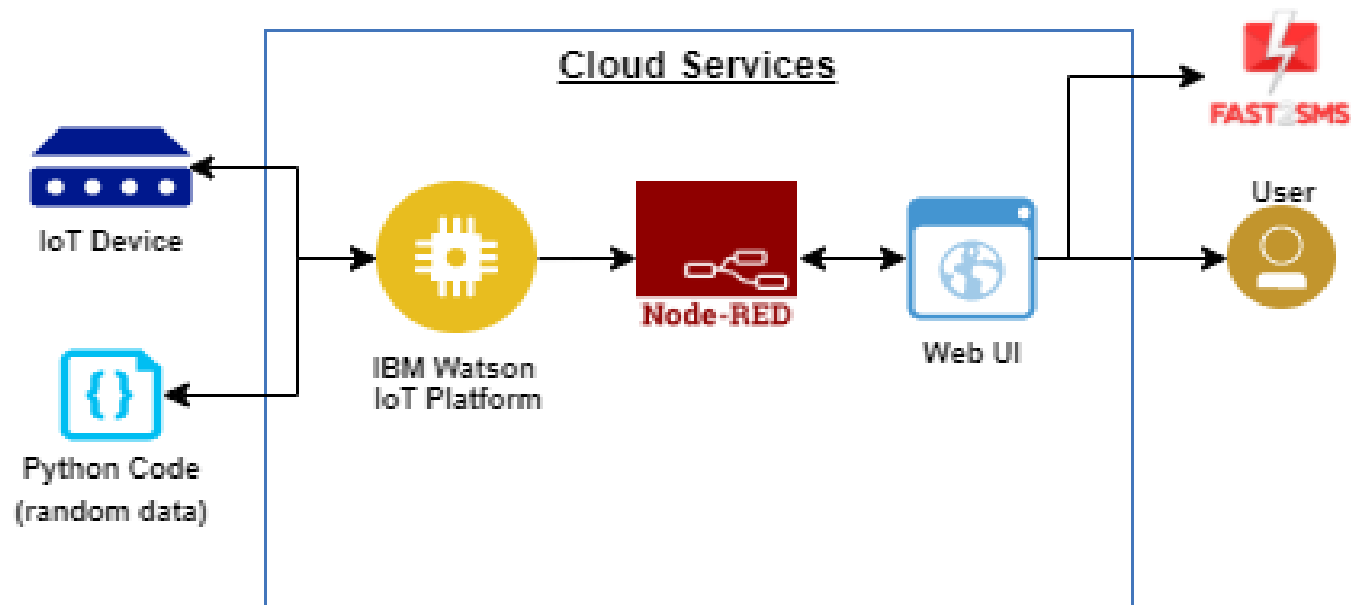 Cloud Services
FAST2SMS
IoT Device
User
Node-RED
Web UI
IBM Watson
IoT Platform
{ }
Python Code
(random data)